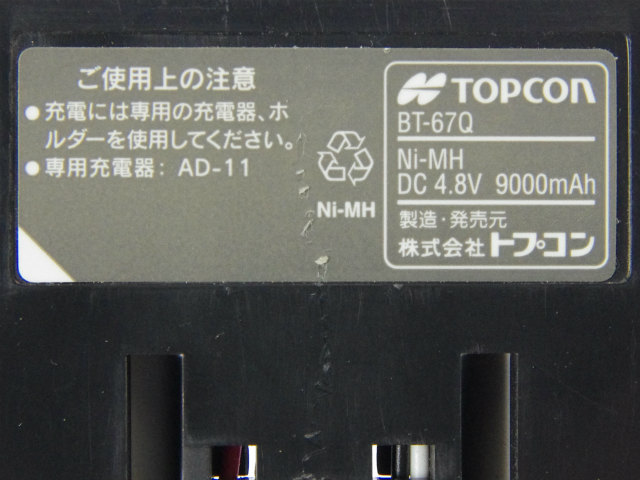 ご使用上の注意
●充電には専用の充電器、ホ
ルダーを使用してください。
●専用充電器: AD-11
Ni-MH
TOPCON
BT-67Q
Ni-MH
DC 4.8V 9000mAh
製造・発売元
株式会社トプコン